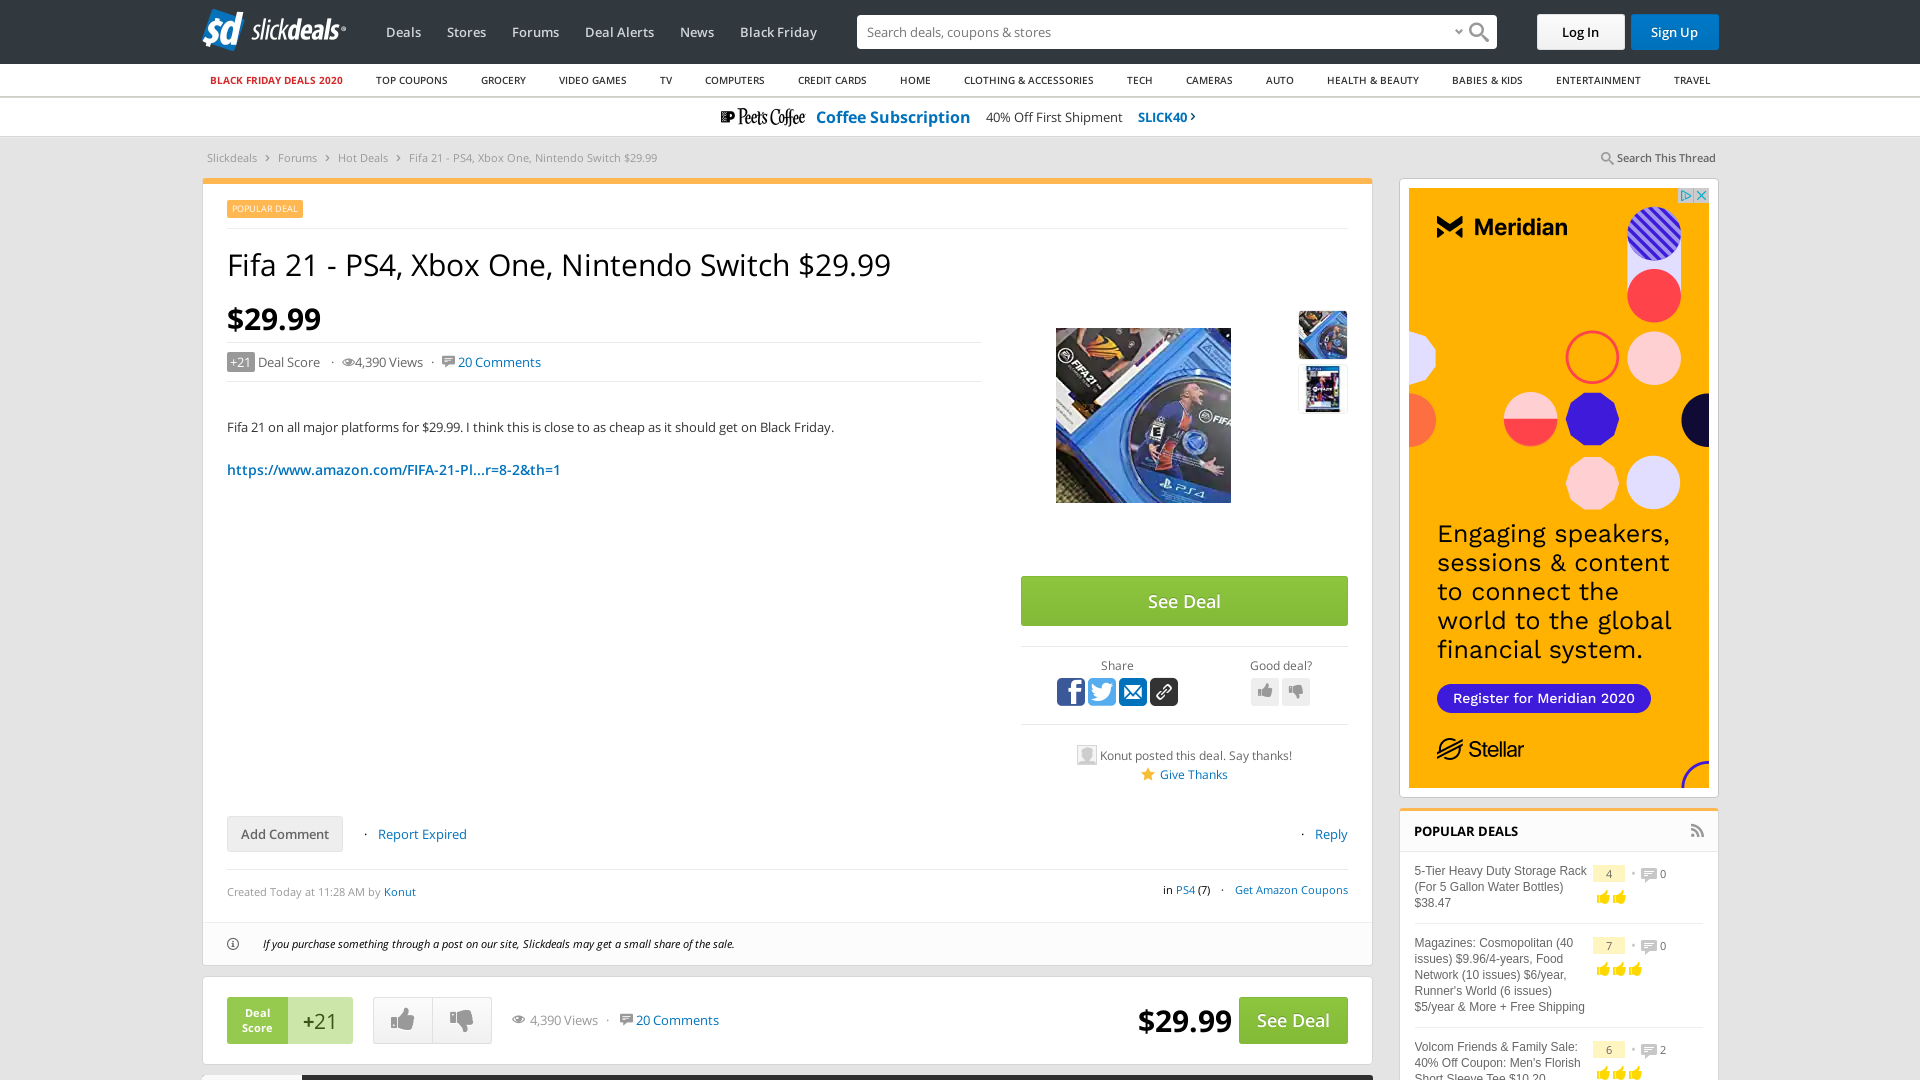 sd slickdeals
Deals Stores Forums Deal Alerts News Black Friday
Search deals, coupons & stores
Log In Sign Up
BLACK FRIDAY DEALS 2020 TOP COUPONS GROCERY VIDEO GAMES TV COMPUTERS CREDIT CARDS HOME CLOTHING & ACCESSORIES TECH CAMERAS AUTO HEALTH & BEAUTY BABIES & KIDS ENTERTAINMENT TRAVEL
Peet's Coffee Coffee Subscription 40% Off First Shipment SLICK40
Slickdeals › Forums › Hot Deals › Fifa 21 - PS4, Xbox One, Nintendo Switch $29.99
Search This Thread
POPULAR DEAL
Fifa 21 - PS4, Xbox One, Nintendo Switch $29.99
$29.99
+21 Deal Score · 4,390 Views · 20 Comments
Fifa 21 on all major platforms for $29.99. I think this is close to as cheap as it should get on Black Friday.
https://www.amazon.com/FIFA-21-Pl...r=8-2&th=1
FIFA 21
PS4
See Deal
Share
Good deal?
Konut posted this deal. Say thanks!
Give Thanks
Add Comment · Report Expired
· Reply
Created Today at 11:28 AM by Konut
in PS4 (7) · Get Amazon Coupons
If you purchase something through a post on our site, Slickdeals may get a small share of the sale.
Deal Score +21
4,390 Views · 20 Comments
$29.99 See Deal
Meridian
Engaging speakers,
sessions & content
to connect the
world to the global
financial system.
Register for Meridian 2020
Stellar
POPULAR DEALS
5-Tier Heavy Duty Storage Rack
(For 5 Gallon Water Bottles)
$38.47
4 · 0
Magazines: Cosmopolitan (40
issues) $9.96/4-years, Food
Network (10 issues) $6/year,
Runner's World (6 issues)
$5/year & More + Free Shipping
7 · 0
Volcom Friends & Family Sale:
40% Off Coupon: Men's Florish
Short Sleeve Tee $10.20
6 · 2